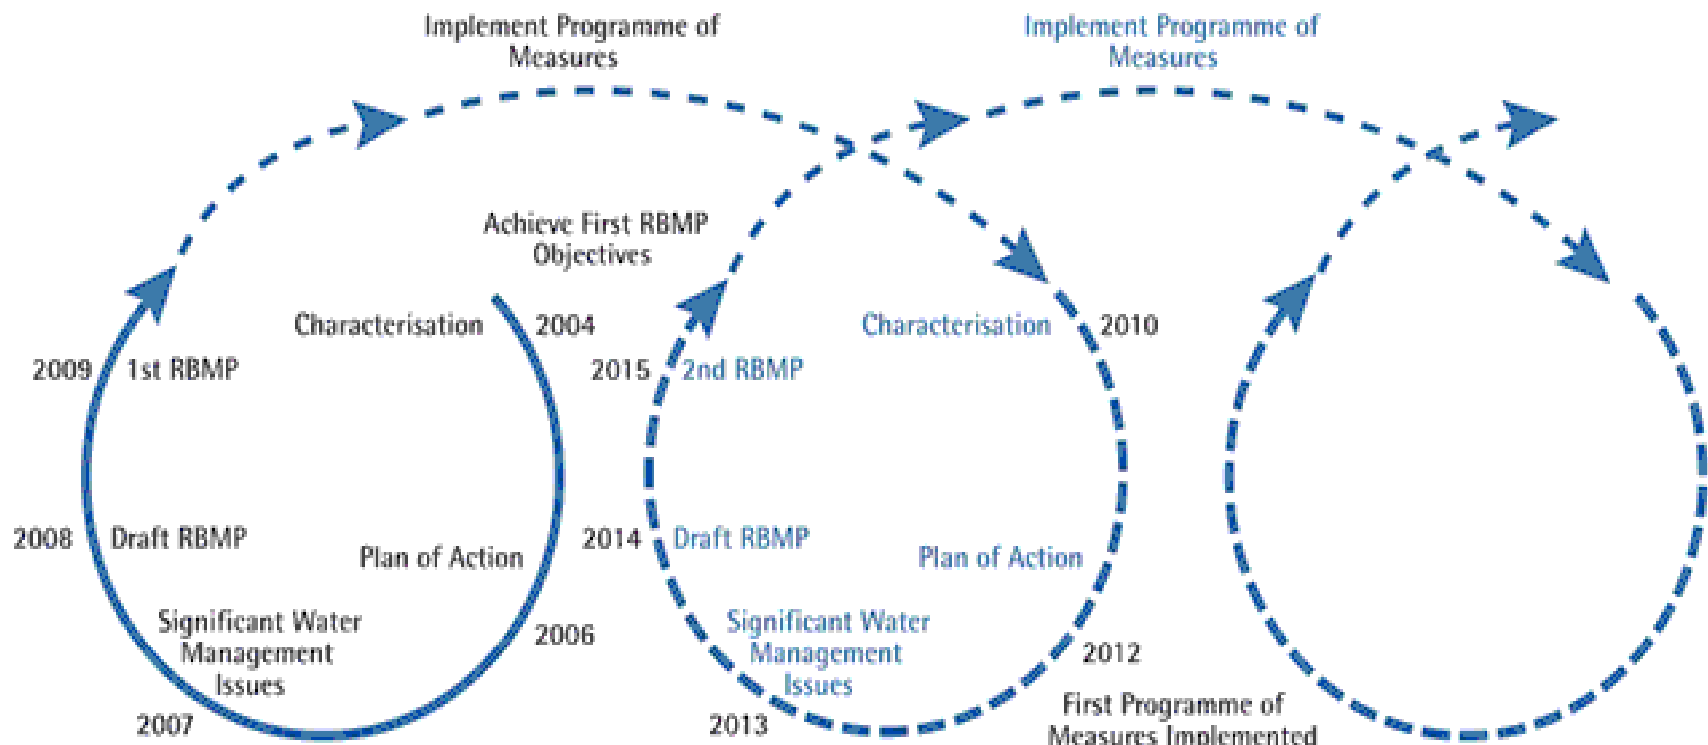 Implement Programme of
Measures
Implement Programme of
Measures
Achieve First RBMP
Objectives
Characterisation
2004
Characterisation
2010
2009
1st RBMP
2015
2nd RBMP
2008
Draft RBMP
Plan of Action
2014
Draft RBMP
Plan of Action
Significant Water
Management
Issues
2006
Significant Water
Management
Issues
2012
2007
2013
First Programme of
Measures Implemented